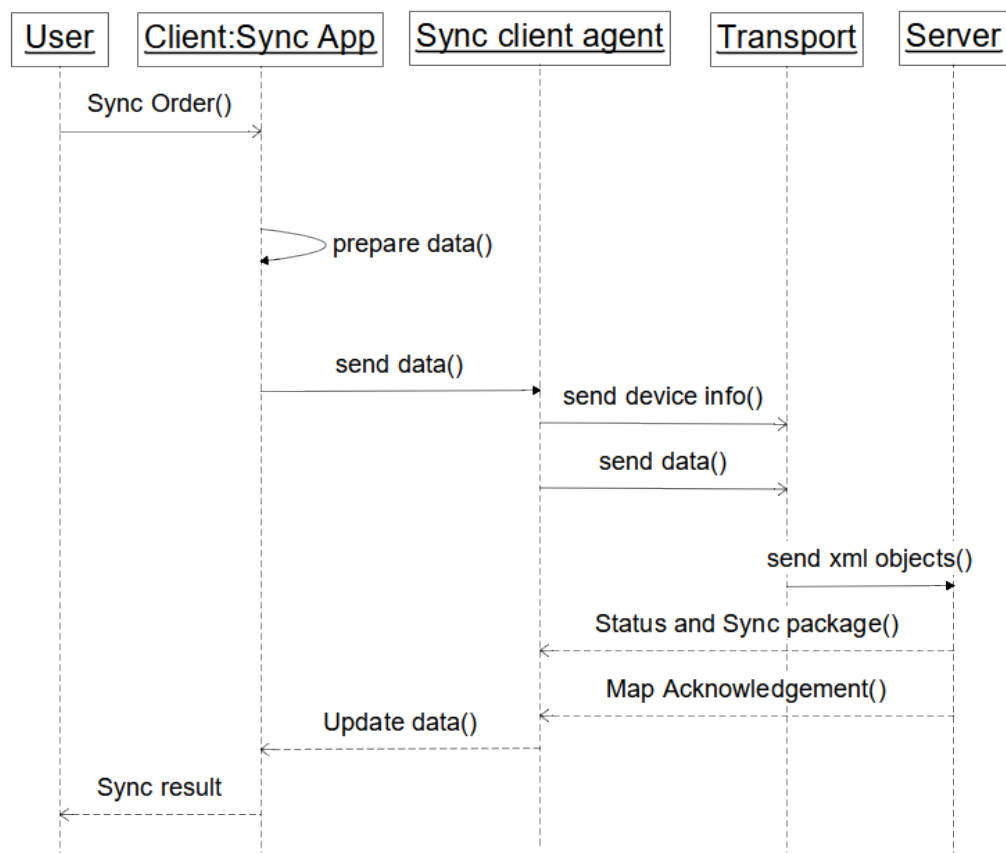 User
Client:Sync App
Sync client agent
Transport
Server
Sync Order()
prepare data()
send data()
send device info()
send data()
send xml objects()
Status and Sync package()
Map Acknowledgement()
Update data()
Sync result